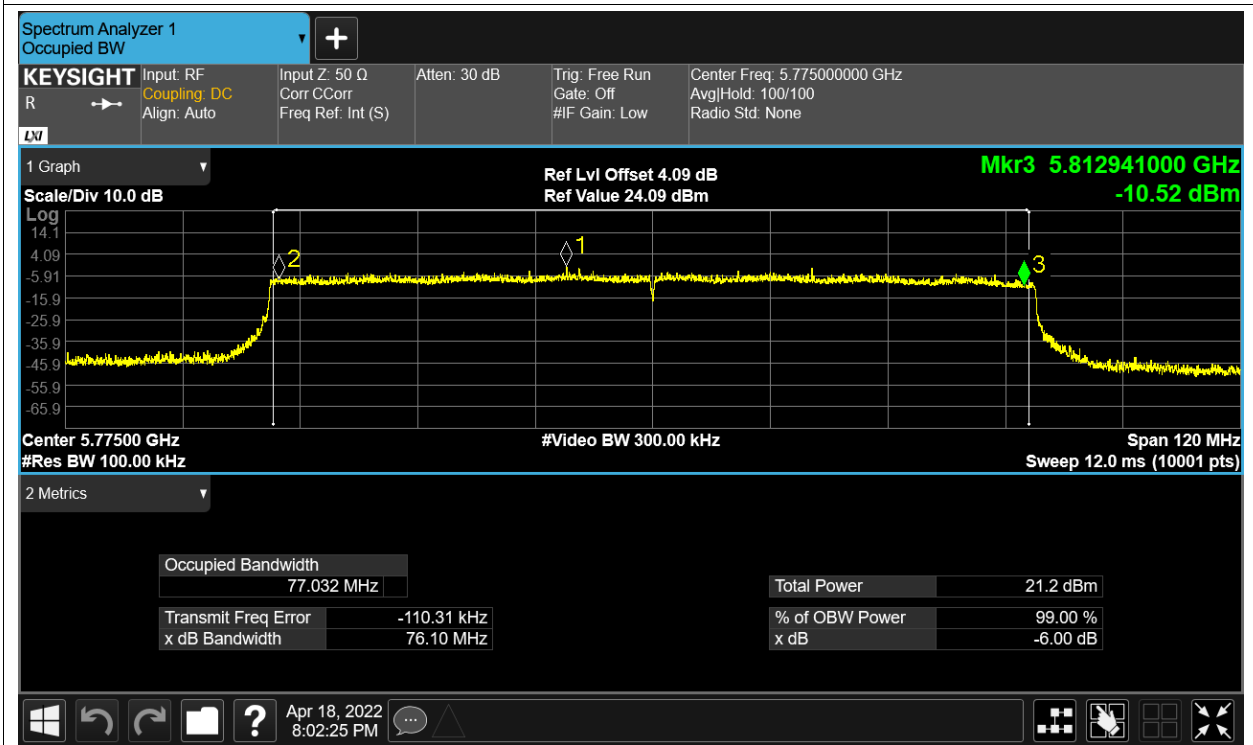 Spectrum Analyzer 1
Occupied BW
KEYSIGHT
R
LXI
Input: RF
Coupling: DC
Align: Auto
Input Z: 50 Ω
Corr CCorr
Freq Ref: Int (S)
Atten: 30 dB
Trig: Free Run
Gate: Off
#IF Gain: Low
Center Freq: 5.775000000 GHz
Avg|Hold: 100/100
Radio Std: None
1 Graph
Scale/Div 10.0 dB
Ref Lvl Offset 4.09 dB
Ref Value 24.09 dBm
Mkr3 5.812941000 GHz
-10.52 dBm
Log
14.1
4.09
-5.91
-15.9
-25.9
-35.9
-45.9
-55.9
-65.9
2
1
3
Center 5.77500 GHz
#Res BW 100.00 kHz
#Video BW 300.00 kHz
Span 120 MHz
Sweep 12.0 ms (10001 pts)
2 Metrics
Occupied Bandwidth
77.032 MHz
Transmit Freq Error -110.31 kHz
x dB Bandwidth 76.10 MHz
Total Power 21.2 dBm
% of OBW Power 99.00 %
x dB -6.00 dB
?
Apr 18, 2022
8:02:25 PM